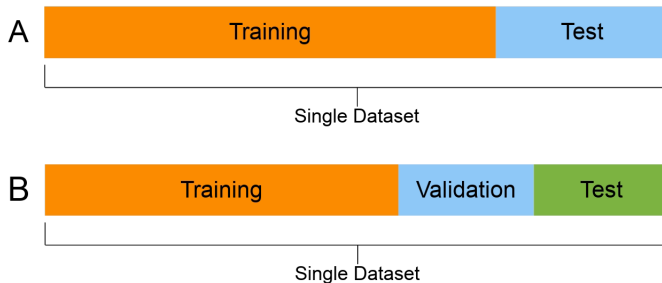 A
Training Test
Single Dataset
B
Training Validation Test
Single Dataset